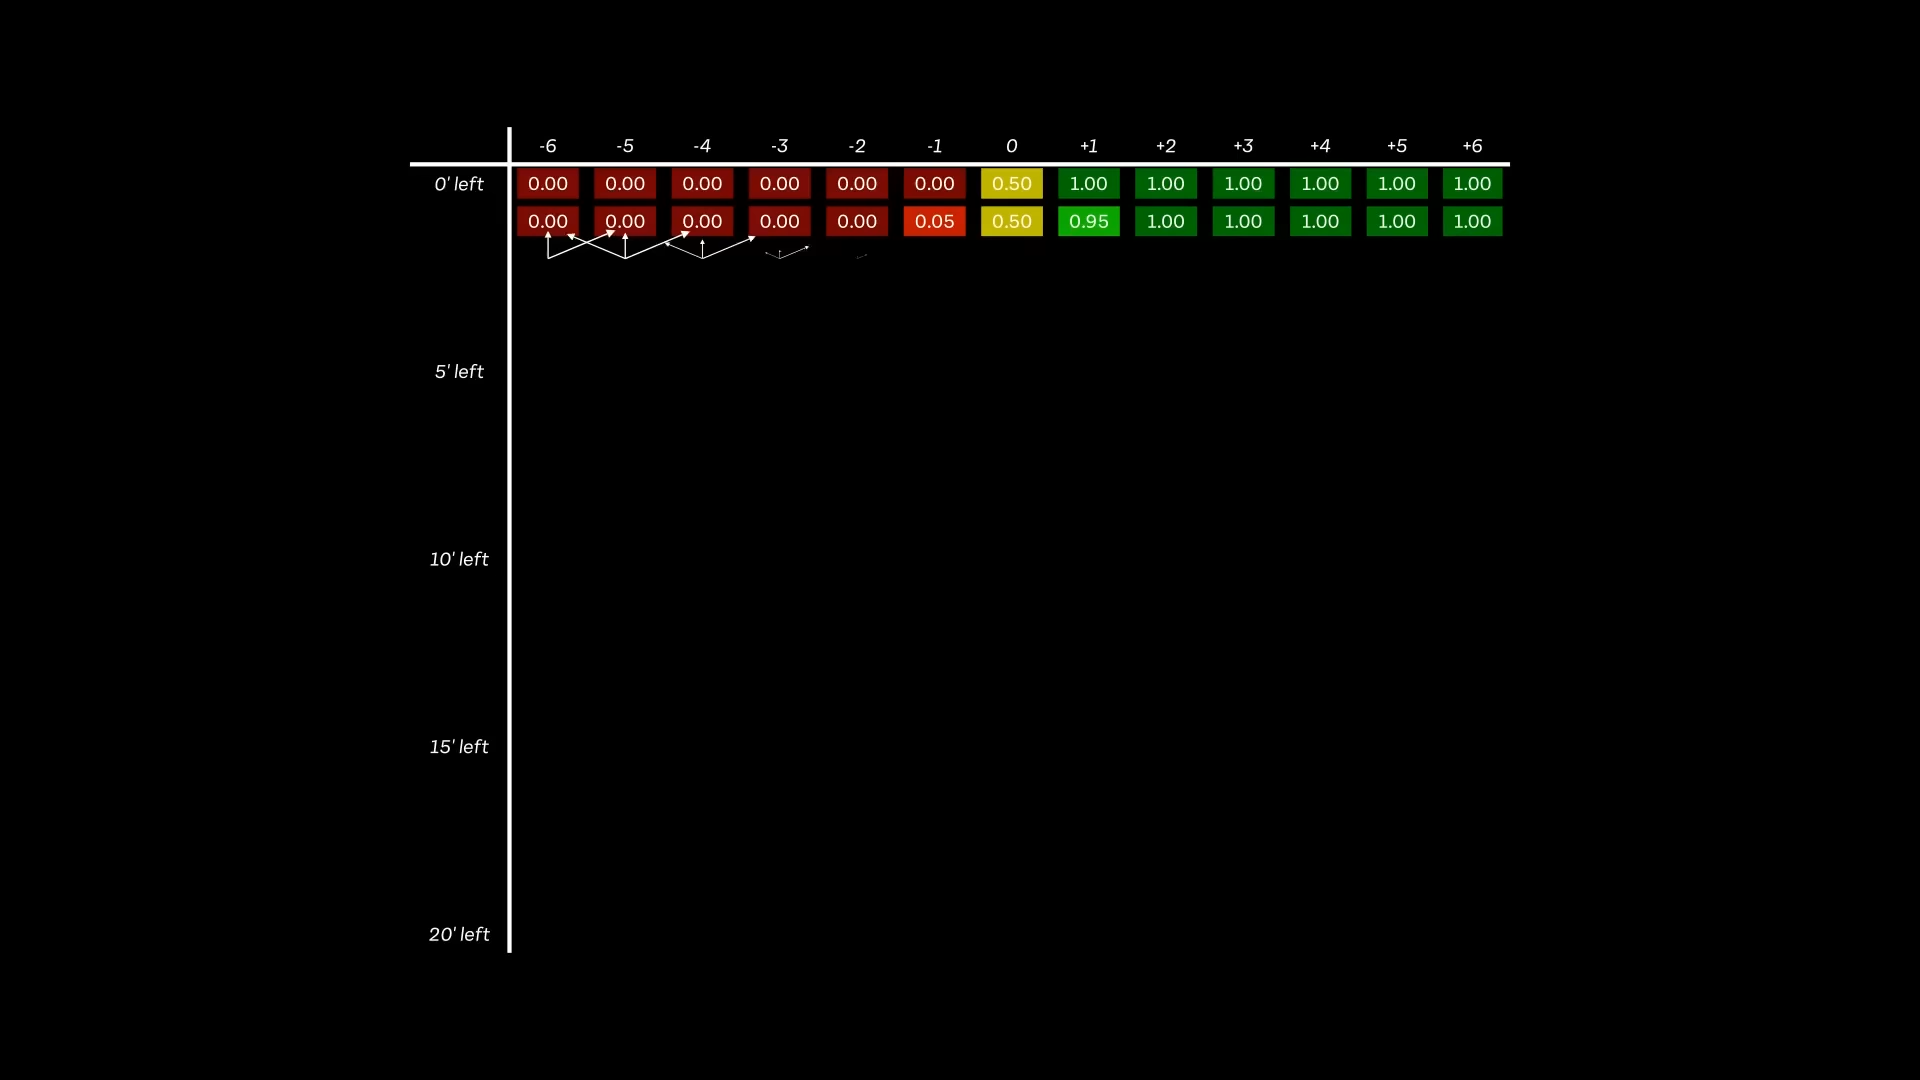 -6 -5 -4 -3 -2 -1 0 +1 +2 +3 +4 +5 +6
0' left 0.00 0.00 0.00 0.00 0.00 0.00 0.50 1.00 1.00 1.00 1.00 1.00 1.00
0.00 0.00 0.00 0.00 0.00 0.05 0.50 0.95 1.00 1.00 1.00 1.00 1.00
5' left
10' left
15' left
20' left